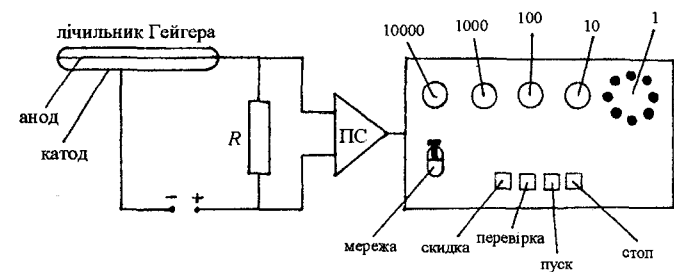 лічильник Гейгера
10000 1000 100 10 1
анод
катод
R
ПС
- +
мережа
скидка
перевірка
пуск
стоп